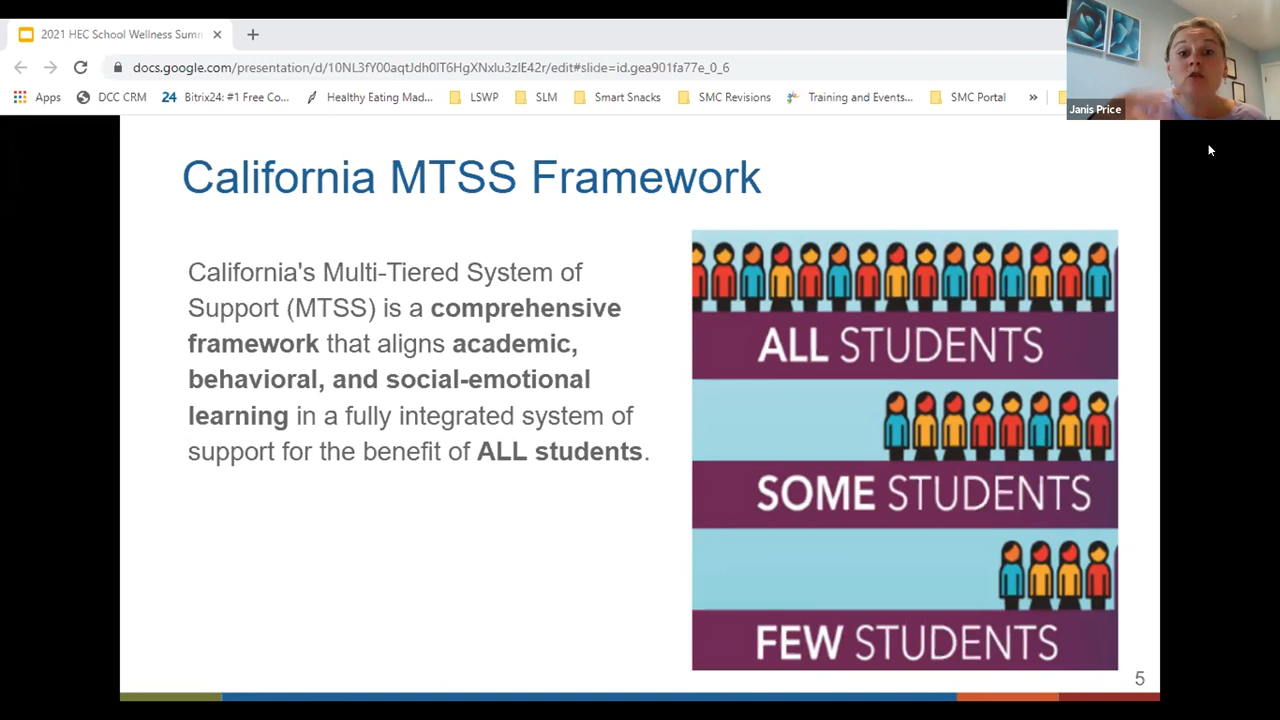 2021 HEC School Wellness Sum
docs.google.com/presentation/d/10NL3fY00aqtJdh0lT6HgXNxlu3zlE42r/edit#slide=id.gea901fa77e_0_6
Apps
DCC CRM
24 Bitrix24: #1 Free Co...
Healthy Eating Mad...
LSWP
SLM
Smart Snacks
SMC Revisions
Training and Events...
SMC Portal
»
Janis Price
California MTSS Framework
California's Multi-Tiered System of
Support (MTSS) is a comprehensive
framework that aligns academic,
behavioral, and social-emotional
learning in a fully integrated system of
support for the benefit of ALL students.
ALL STUDENTS
SOME STUDENTS
FEW STUDENTS
5